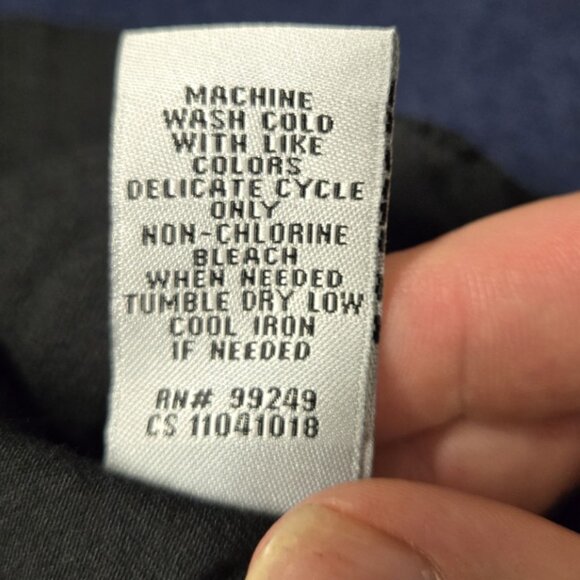 MACHINE
WASH COLD
WITH LIKE
COLORS
DELICATE CYCLE
ONLY
NON-CHLORINE
BLEACH
WHEN NEEDED
TUMBLE DRY LOW
COOL IRON
IF NEEDED
RN# 99249
CS 11041018